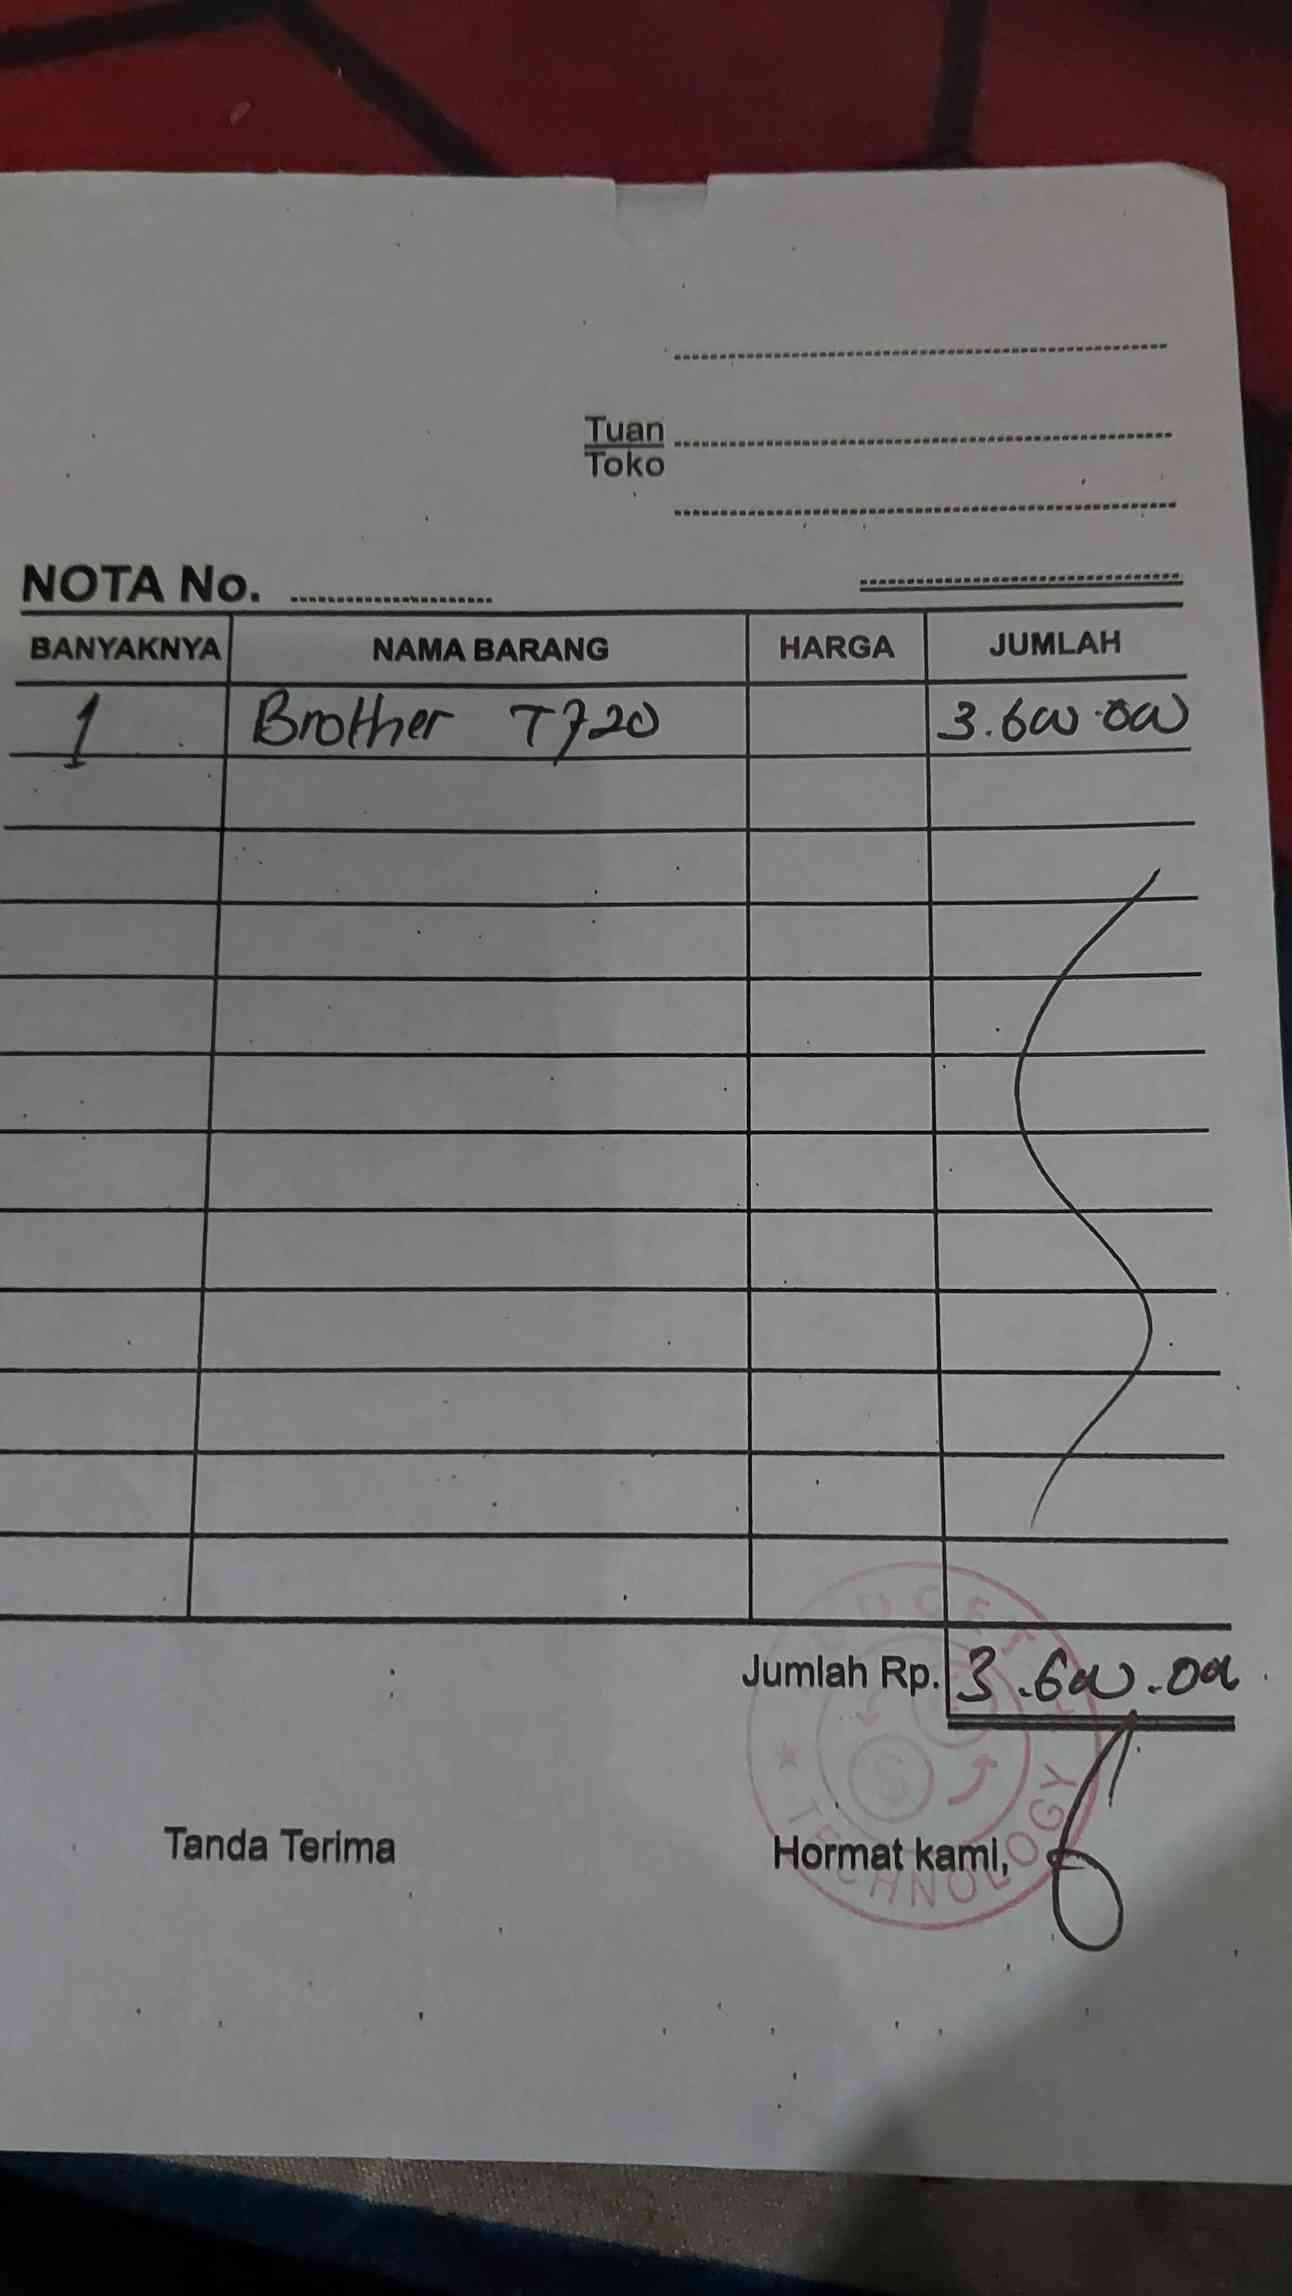 Tuan
Toko
NOTA No.
BANYAKNYA NAMA BARANG HARGA JUMLAH
1 Brother T720 3.600.000
Jumlah Rp. 3.600.000
Tanda Terima Hormat kami,
TECHNOLOGY